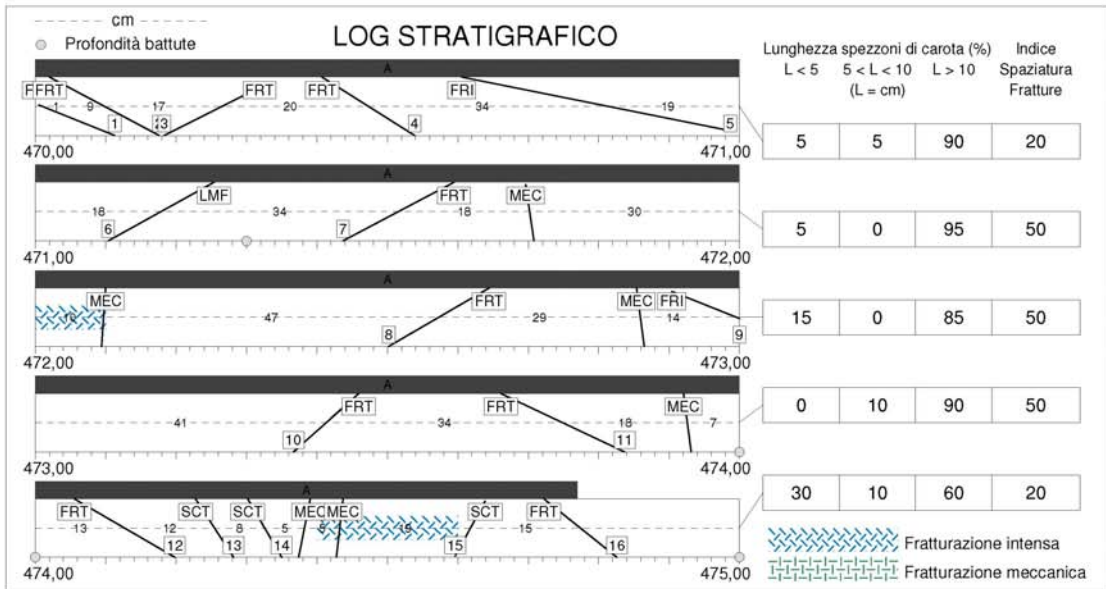 cm
Profondità battute
LOG STRATIGRAFICO
Lunghezza spezzoni di carota (%)
L < 5
5 < L < 10
(L = cm)
L > 10
Indice
Spaziatura
Fratture
A
FRT FRT FRT FRI
9 17 20 34 19
1 3 4 5
470,00 471,00
5 5 90 20
A
LMF FRT MEC
18 34 18 30
6 7
471,00 472,00
5 0 95 50
A
MEC FRT MEC FRI
47 29 14
8 9
472,00 473,00
15 0 85 50
A
FRT FRT MEC
41 34 18 7
10 11
473,00 474,00
0 10 90 50
A
FRT SCT SCT MEC MEC SCT FRT
13 12 8 5 15
12 13 14 15 16
474,00 475,00
30 10 60 20
Fratturazione intensa
Fratturazione meccanica